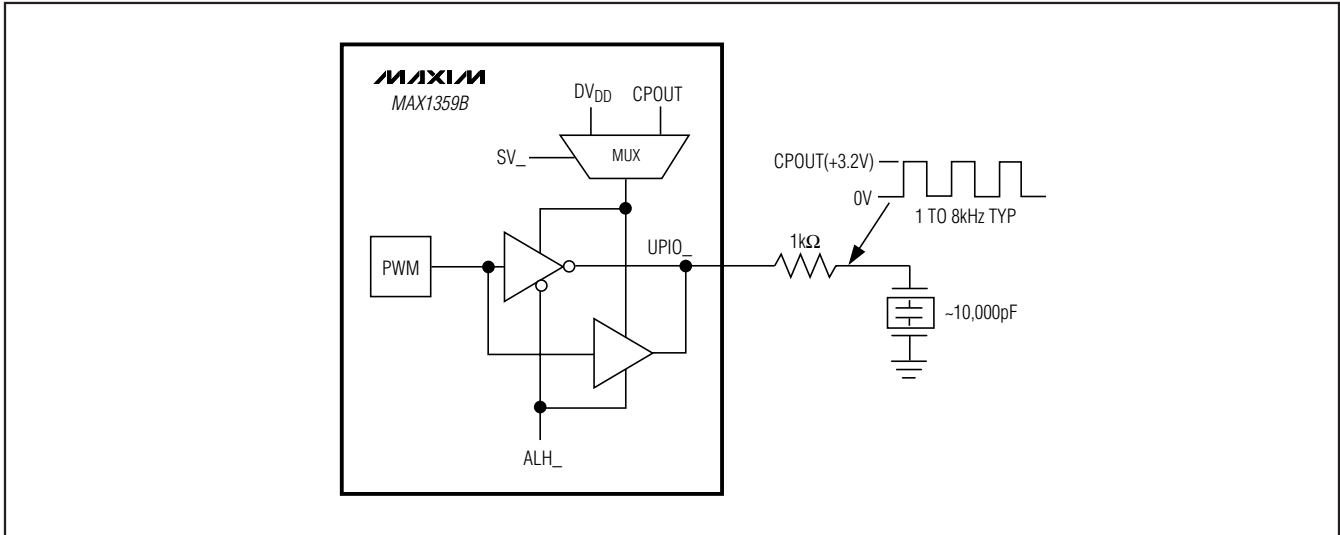 MAXIM
MAX1359B
DVDD CPOUT
SV_ MUX
CPOUT(+3.2V)
0V
1 TO 8kHz TYP
UPIO_ 1kΩ
PWM
~10,000pF
ALH_